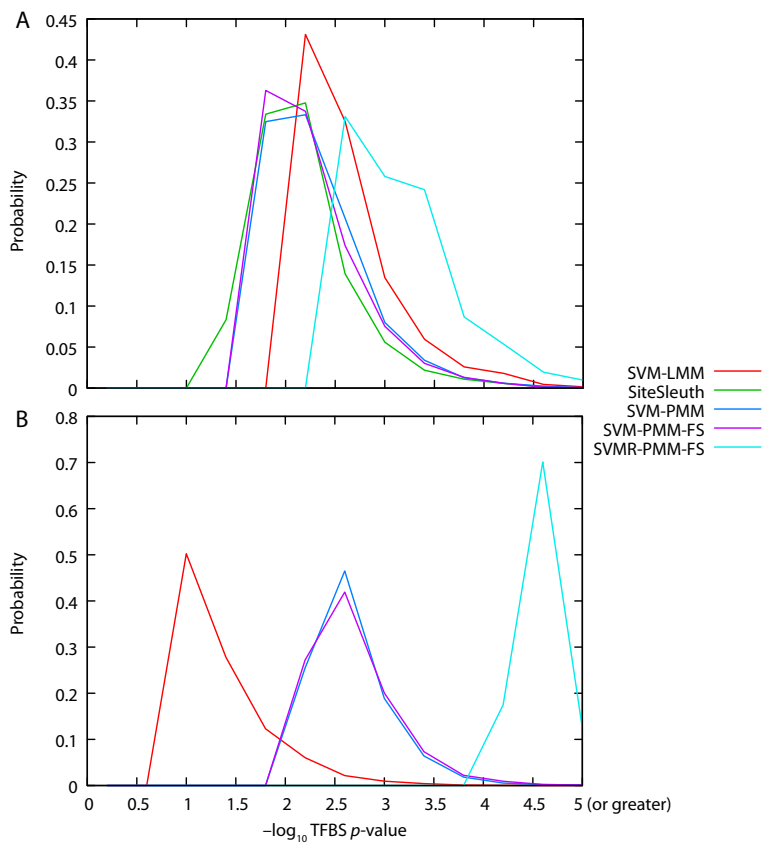 A
0.45
0.4
0.35
0.3
0.25
0.2
0.15
0.1
0.05
0
Probability
SVM-LMM
SiteSleuth
SVM-PMM
SVM-PMM-FS
SVMR-PMM-FS
B
0.8
0.7
0.6
0.5
0.4
0.3
0.2
0.1
0
Probability
0 0.5 1 1.5 2 2.5 3 3.5 4 4.5 5 (or greater)
–log10 TFBS p-value